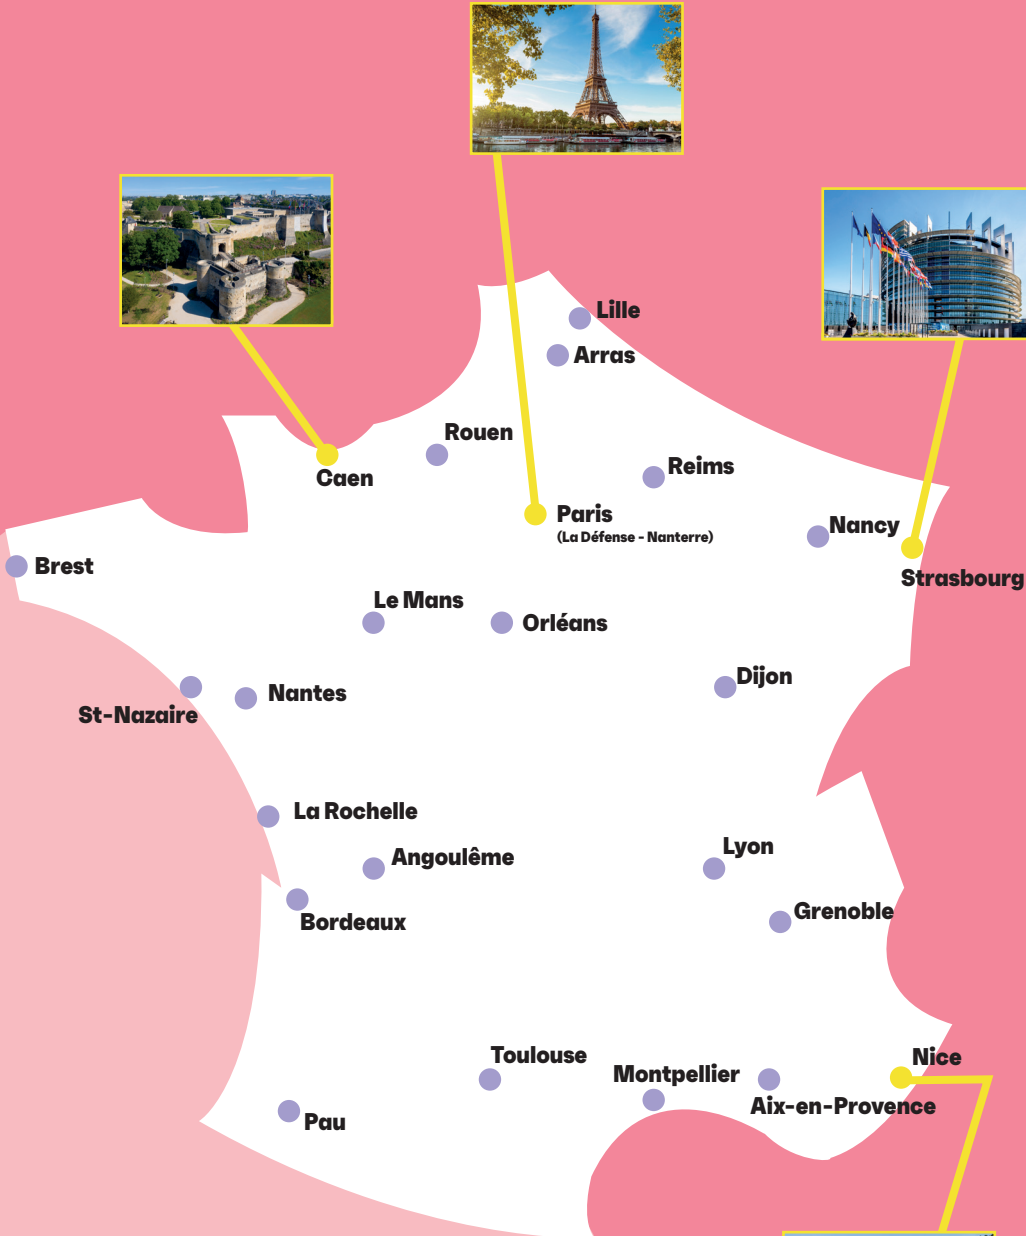 Lille
Arras
Rouen
Reims
Caen
Paris
(La Défense - Nanterre)
Nancy
Brest
Strasbourg
Le Mans
Orléans
Dijon
Nantes
St-Nazaire
La Rochelle
Lyon
Angoulême
Grenoble
Bordeaux
Toulouse
Nice
Montpellier
Aix-en-Provence
Pau